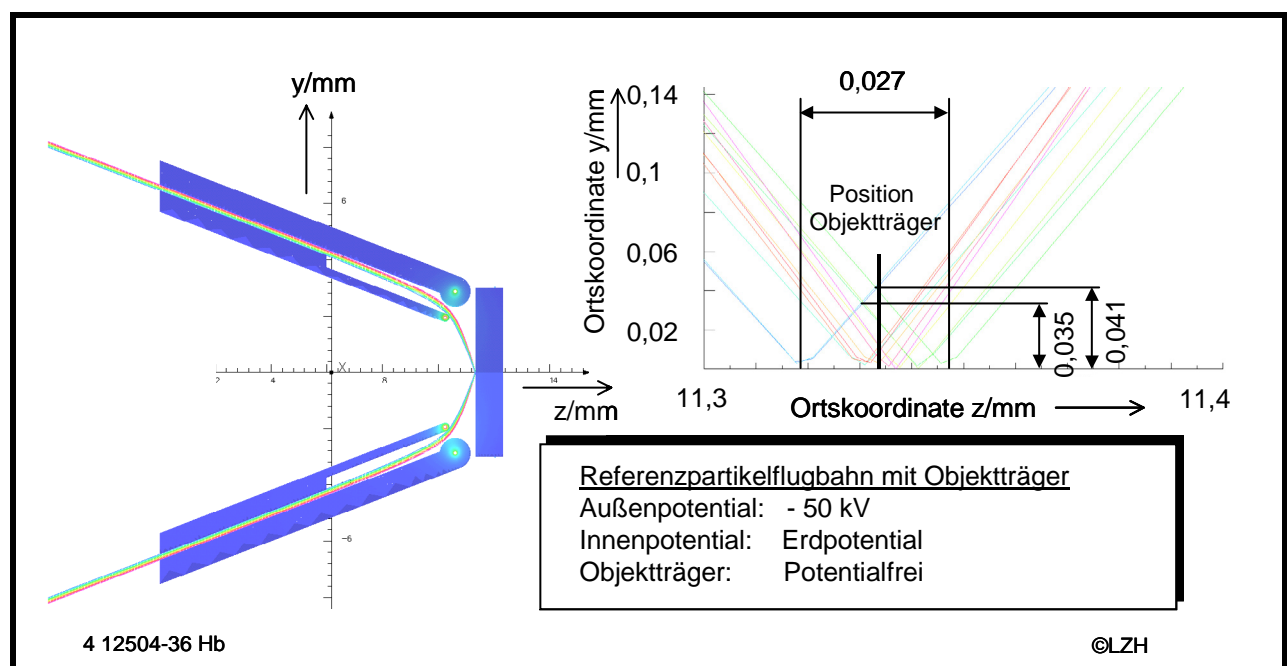 y/mm
6
X
2
4
8
14
z/mm
−6
Ortskoordinate y/mm
0,14
0,1
0,06
0,02
0,027
Position
Objektträger
0,035
0,041
11,3
Ortskoordinate z/mm
11,4
Referenzpartikelflugbahn mit Objektträger
Außenpotential: - 50 kV
Innenpotential: Erdpotential
Objektträger: Potentialfrei
4 12504-36 Hb
©LZH